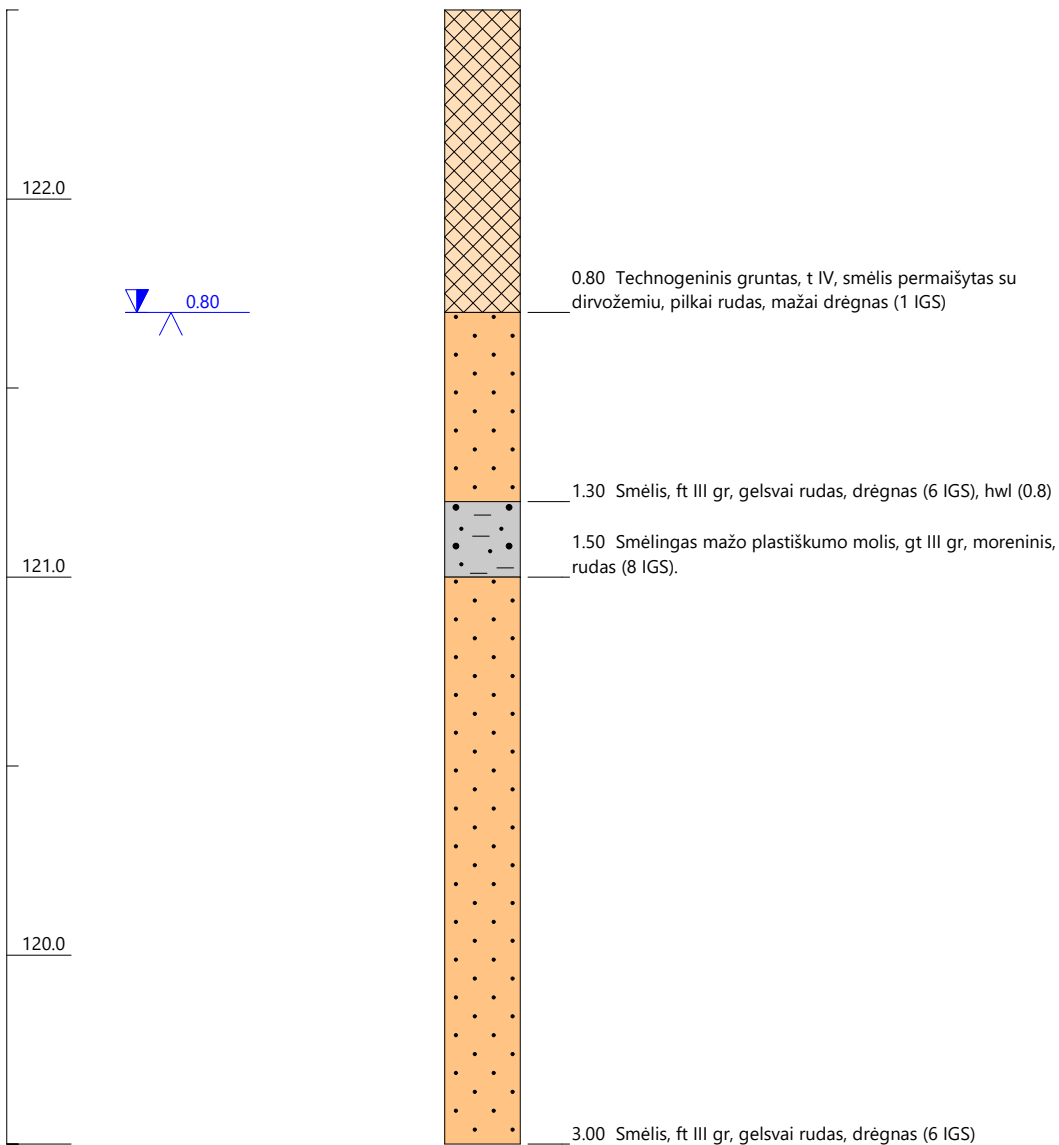 122.0
0.80
0.80 Technogeninis gruntas, t IV, smėlis permaišytas su
dirvožemiu, pilkai rudas, mažai drėgnas (1 IGS)
1.30 Smėlis, ft III gr, gelsvai rudas, drėgnas (6 IGS), hwl (0.8)
1.50 Smėlingas mažo plastiškumo molis, gt III gr, moreninis,
rudas (8 IGS).
121.0
120.0
3.00 Smėlis, ft III gr, gelsvai rudas, drėgnas (6 IGS)